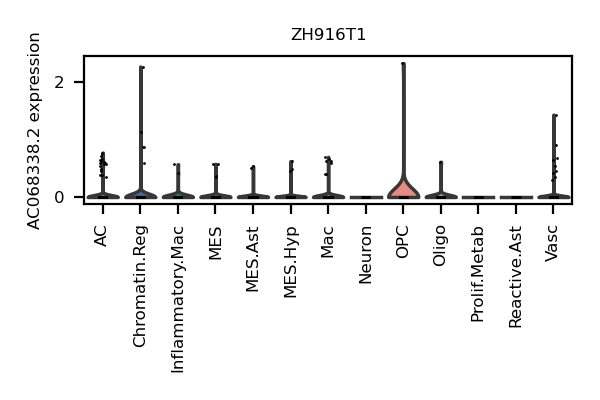 ZH916T1
AC068338.2 expression
2
0
AC
Chromatin.Reg
Inflammatory.Mac
MES
MES.Ast
MES.Hyp
Mac
Neuron
OPC
Oligo
Prolif.Metab
Reactive.Ast
Vasc